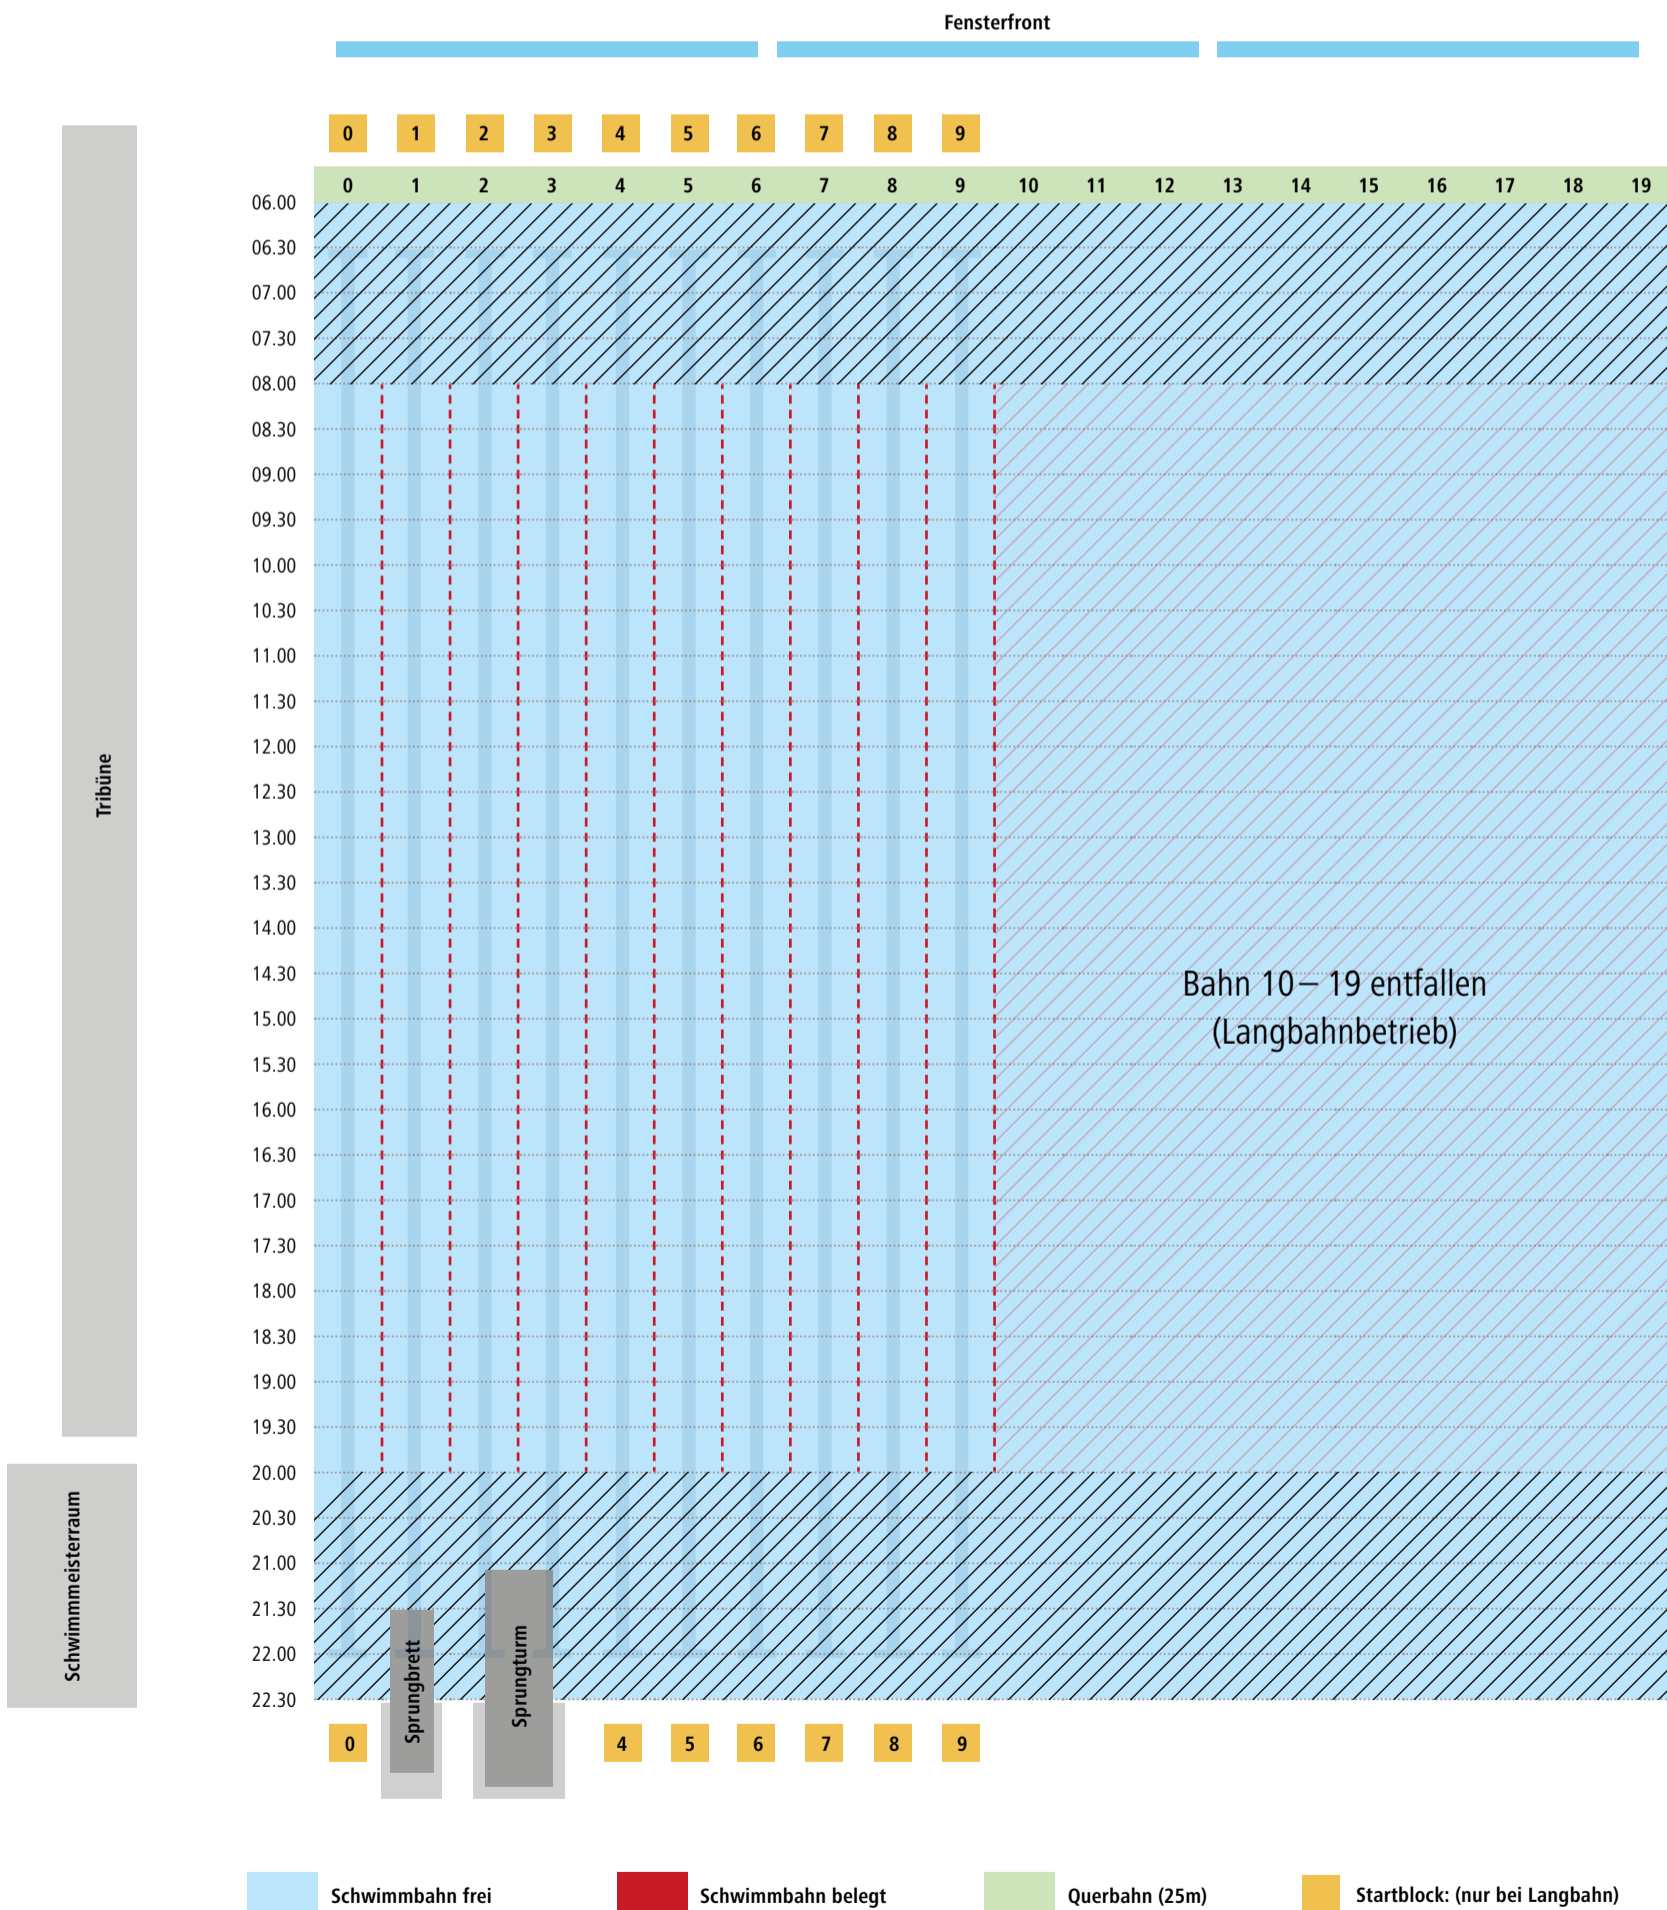 Fensterfront
0 1 2 3 4 5 6 7 8 9
0 1 2 3 4 5 6 7 8 9 10 11 12 13 14 15 16 17 18 19
06.00
06.30
07.00
07.30
08.00
08.30
09.00
09.30
10.00
10.30
11.00
11.30
12.00
12.30
13.00
13.30
14.00
14.30
15.00
15.30
16.00
16.30
17.00
17.30
18.00
18.30
19.00
19.30
20.00
20.30
21.00
21.30
22.00
22.30
Tribüne
Schwimmmeisterraum
Bahn 10 – 19 entfallen
(Langbahnbetrieb)
Sprungbrett
Sprungturm
0 4 5 6 7 8 9
Schwimmbahn frei
Schwimmbahn belegt
Querbahn (25m)
Startblock: (nur bei Langbahn)